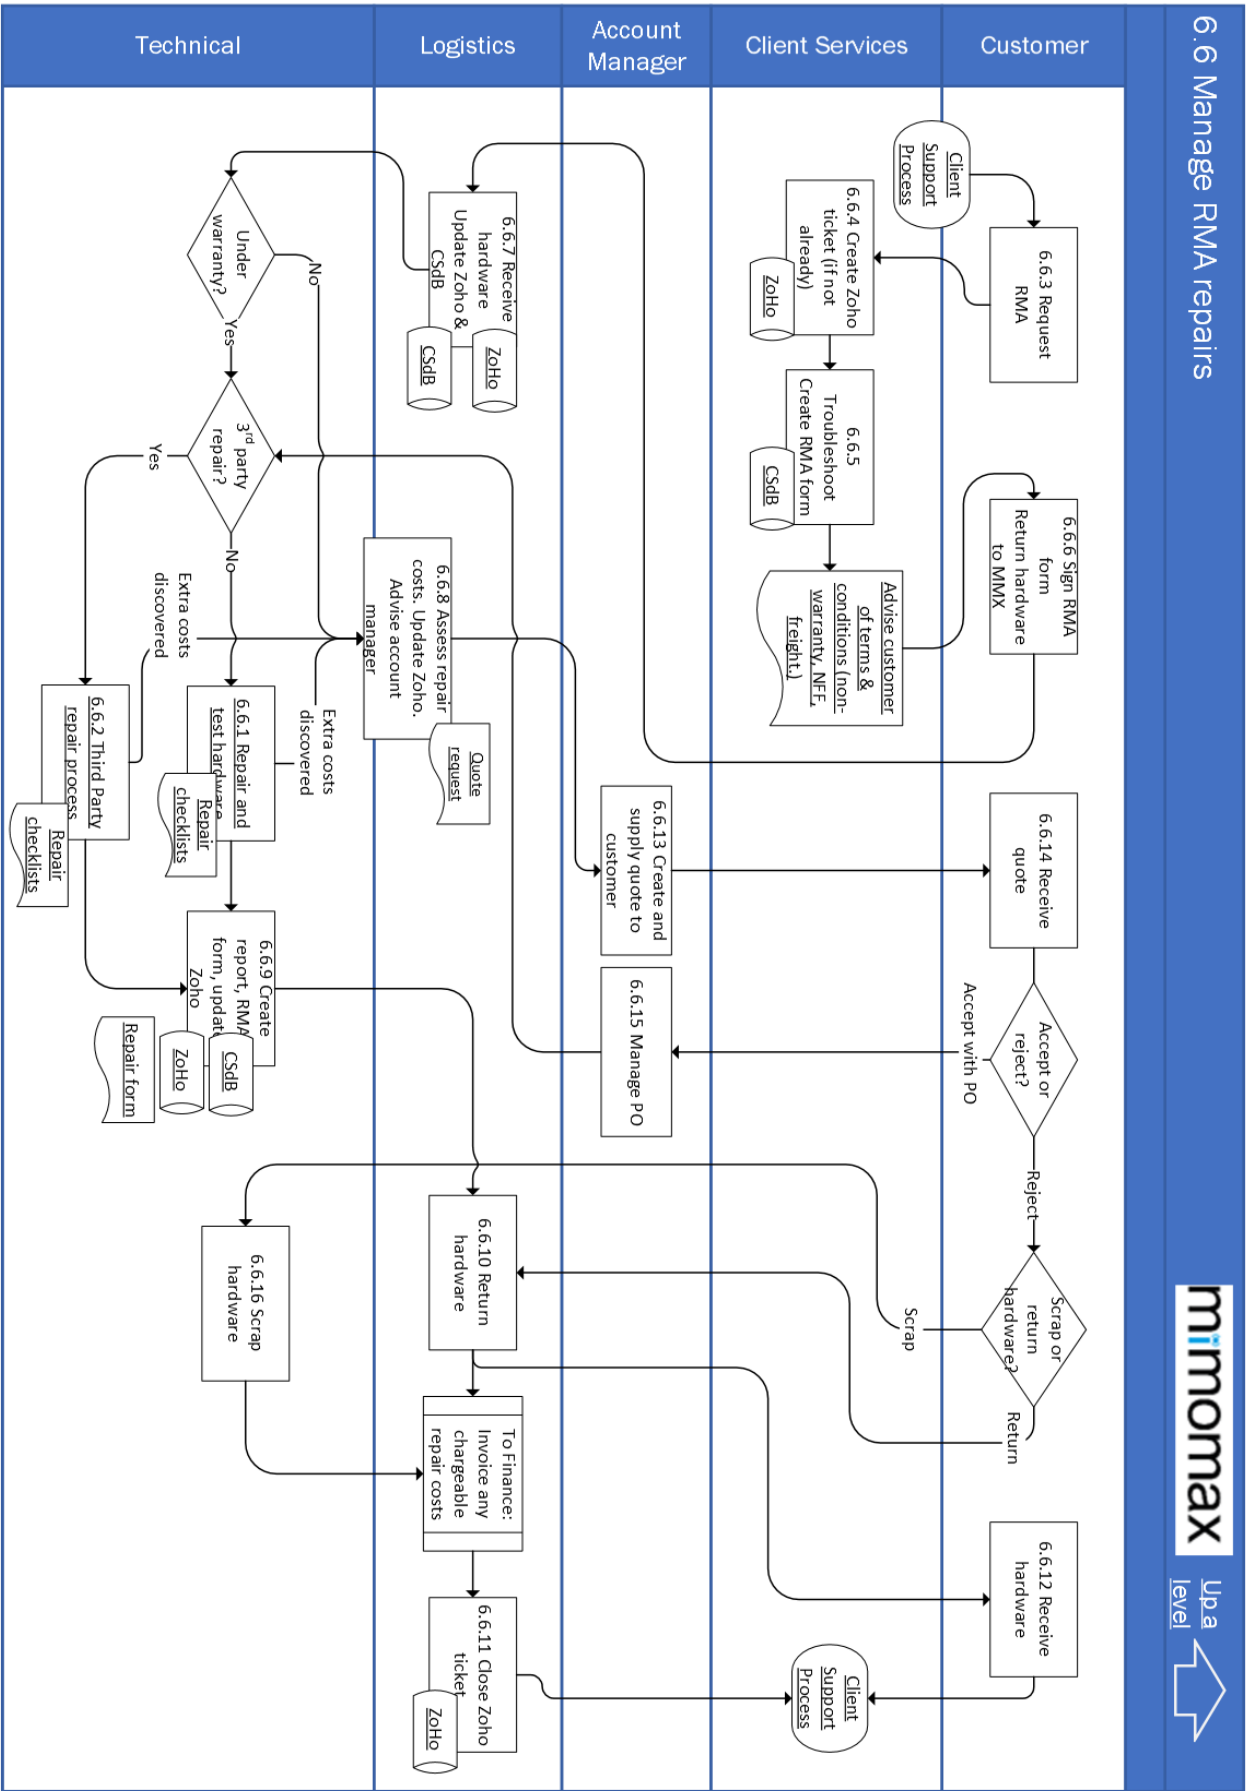 6.6 Manage RMA repairs
mimomax
Up a
level
Customer
Client Services
Account
Manager
Logistics
Technical
Client
Support
Process
6.6.3 Request
RMA
6.6.4 Create Zoho
ticket (if not
already)
ZoHo
6.6.5
Troubleshoot
Create RMA form
CSdB
Advise customer
of terms &
conditions (non-
warranty, NFF,
freight.)
6.6.6 Sign RMA
form
Return hardware
to MMX
6.6.7 Receive
hardware
Update Zoho &
CSdB
ZoHo
CSdB
Under
warranty?
No
Yes
3rd party
repair?
Yes
No
6.6.8 Assess repair
costs. Update Zoho.
Advise account
manager
Quote
request
Extra costs
discovered
Extra costs
discovered
6.6.1 Repair and
test hardware
Repair
checklists
6.6.2 Third Party
repair process
Repair
checklists
6.6.13 Create and
supply quote to
customer
6.6.14 Receive
quote
Accept or
reject?
Accept with PO
Reject
6.6.15 Manage PO
6.6.9 Create
report, RMA
form, update
Zoho
CSdB
ZoHo
Repair form
Scrap or
return
hardware?
Scrap
Return
6.6.10 Return
hardware
6.6.16 Scrap
hardware
To Finance:
Invoice any
chargeable
repair costs
6.6.12 Receive
hardware
6.6.11 Close Zoho
ticket
ZoHo
Client
Support
Process